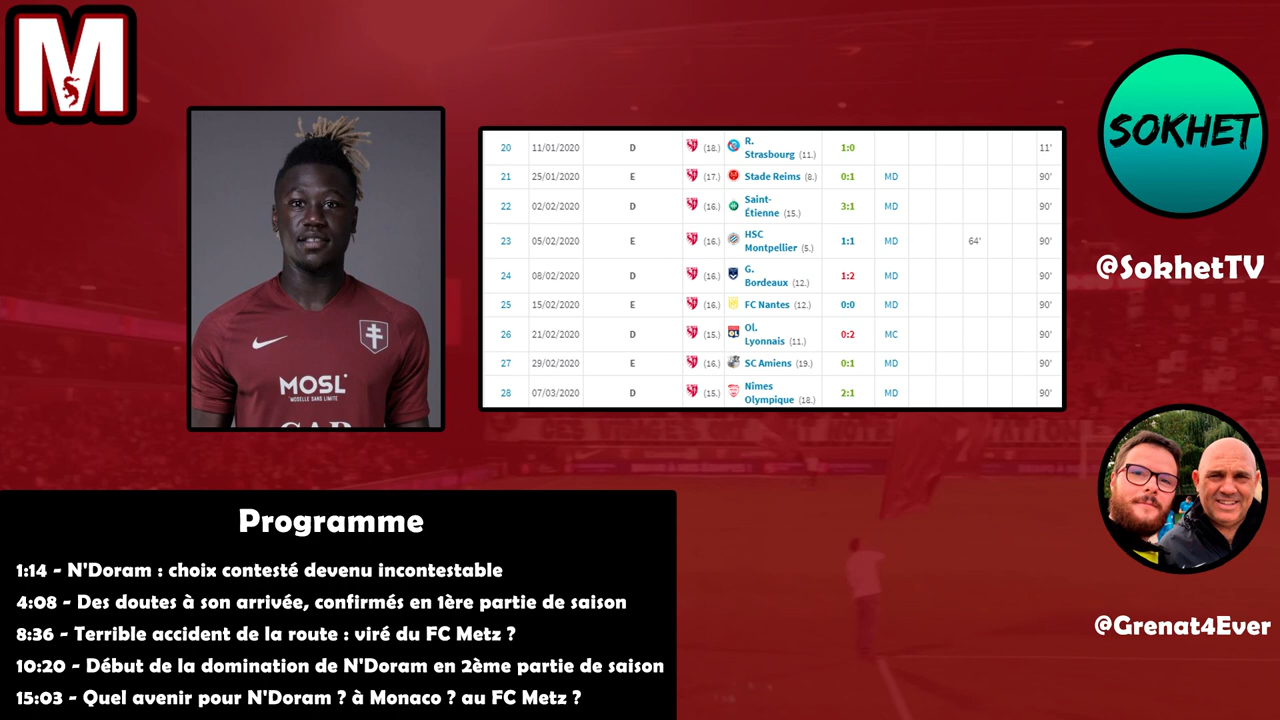 M
SOKHET
@SokhetTV
MOSL
MOSELLE SANS LIMITE
20 11/01/2020 D (18.) R. Strasbourg (11.) 1:0 11'
21 25/01/2020 E (17.) Stade Reims (8.) 0:1 MD 90'
22 02/02/2020 D (16.) Saint-Étienne (15.) 3:1 MD 90'
23 05/02/2020 E (16.) HSC Montpellier (5.) 1:1 MD 64' 90'
24 08/02/2020 D (16.) G. Bordeaux (12.) 1:2 MD 90'
25 15/02/2020 E (16.) FC Nantes (12.) 0:0 MD 90'
26 21/02/2020 D (15.) Ol. Lyonnais (11.) 0:2 MC 90'
27 29/02/2020 E (16.) SC Amiens (19.) 0:1 MD 90'
28 07/03/2020 D (15.) Nîmes Olympique (18.) 2:1 MD 90'
Programme
1:14 - N'Doram : choix contesté devenu incontestable
4:08 - Des doutes à son arrivée, confirmés en 1ère partie de saison
8:36 - Terrible accident de la route : viré du FC Metz ?
10:20 - Début de la domination de N'Doram en 2ème partie de saison
15:03 - Quel avenir pour N'Doram ? à Monaco ? au FC Metz ?
@Grenat4Ever